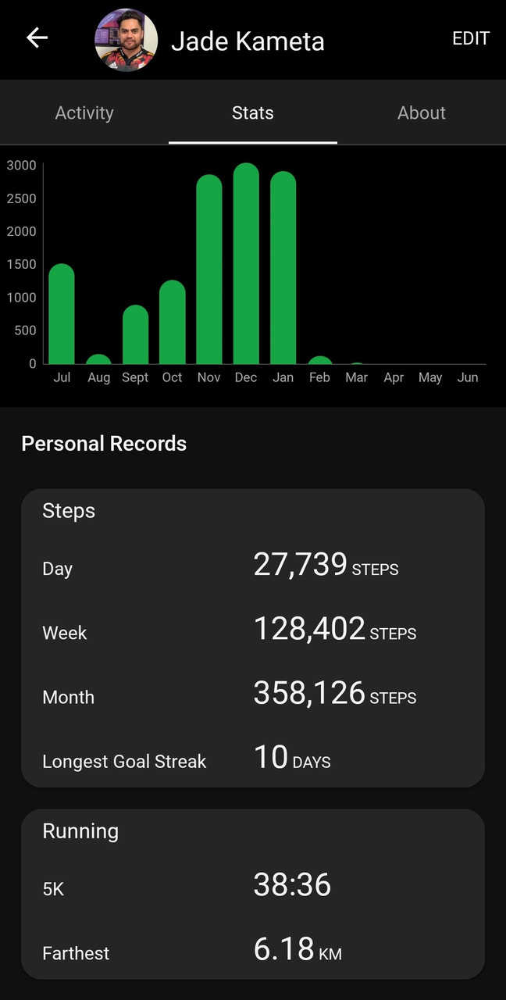 Jade Kameta
EDIT
Activity Stats About
3000
2500
2000
1500
1000
500
0
Jul Aug Sept Oct Nov Dec Jan Feb Mar Apr May Jun
Personal Records
Steps
Day 27,739 STEPS
Week 128,402 STEPS
Month 358,126 STEPS
Longest Goal Streak 10 DAYS
Running
5K 38:36
Farthest 6.18 KM